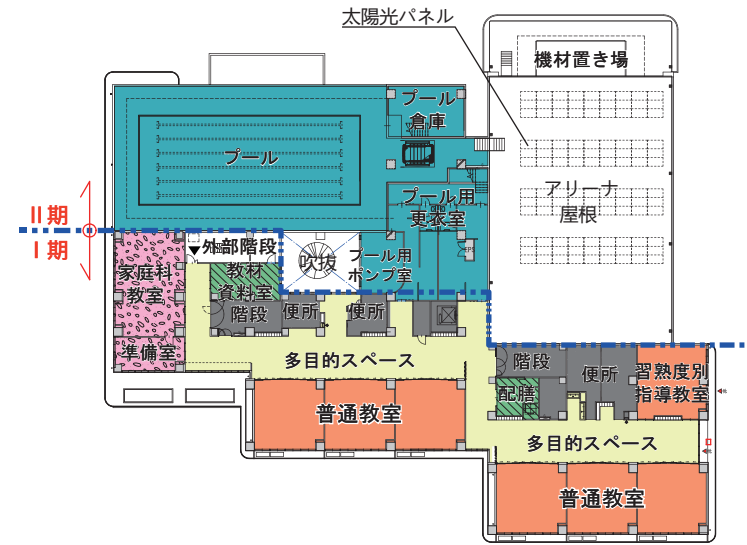 太陽光パネル
機材置き場
プール
倉庫
プール
アリーナ
屋根
プール用
更衣室
Ⅱ期
Ⅰ期
外部階段
吹抜
プール用
ポンプ室
EPS
家庭科
教室
教材
資料室
階段
便所
便所
準備室
多目的スペース
階段
配膳
便所
習熟度別
指導教室
普通教室
多目的スペース
普通教室